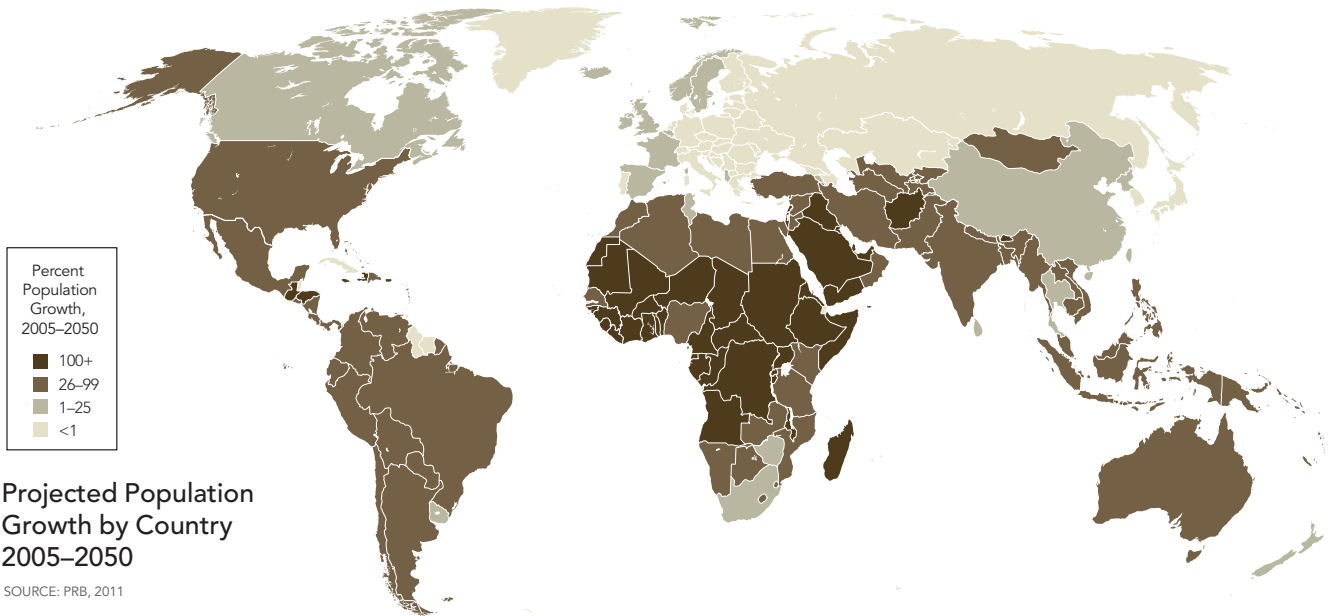 Percent
Population
Growth,
2005–2050
100+
26–99
1–25
<1
Projected Population
Growth by Country
2005–2050
SOURCE: PRB, 2011